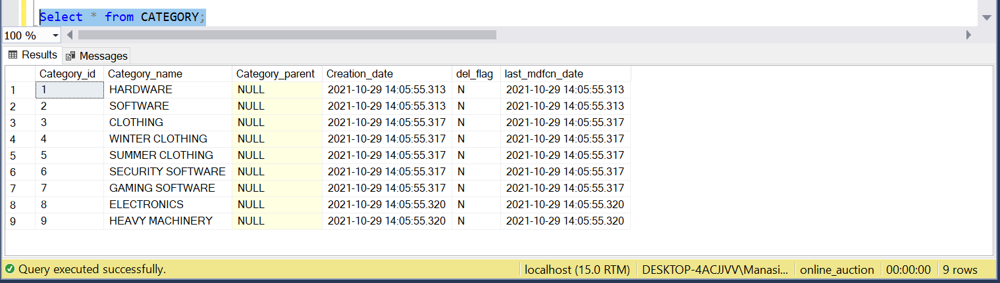 Select * from CATEGORY;
100 %
Results Messages
Category_id Category_name Category_parent Creation_date del_flag last_mdfcn_date
1 1 HARDWARE NULL 2021-10-29 14:05:55.313 N 2021-10-29 14:05:55.313
2 2 SOFTWARE NULL 2021-10-29 14:05:55.313 N 2021-10-29 14:05:55.313
3 3 CLOTHING NULL 2021-10-29 14:05:55.317 N 2021-10-29 14:05:55.317
4 4 WINTER CLOTHING NULL 2021-10-29 14:05:55.317 N 2021-10-29 14:05:55.317
5 5 SUMMER CLOTHING NULL 2021-10-29 14:05:55.317 N 2021-10-29 14:05:55.317
6 6 SECURITY SOFTWARE NULL 2021-10-29 14:05:55.317 N 2021-10-29 14:05:55.317
7 7 GAMING SOFTWARE NULL 2021-10-29 14:05:55.317 N 2021-10-29 14:05:55.317
8 8 ELECTRONICS NULL 2021-10-29 14:05:55.320 N 2021-10-29 14:05:55.320
9 9 HEAVY MACHINERY NULL 2021-10-29 14:05:55.320 N 2021-10-29 14:05:55.320
Query executed successfully. localhost (15.0 RTM) DESKTOP-4ACJJVV\Manasi... online_auction 00:00:00 9 rows